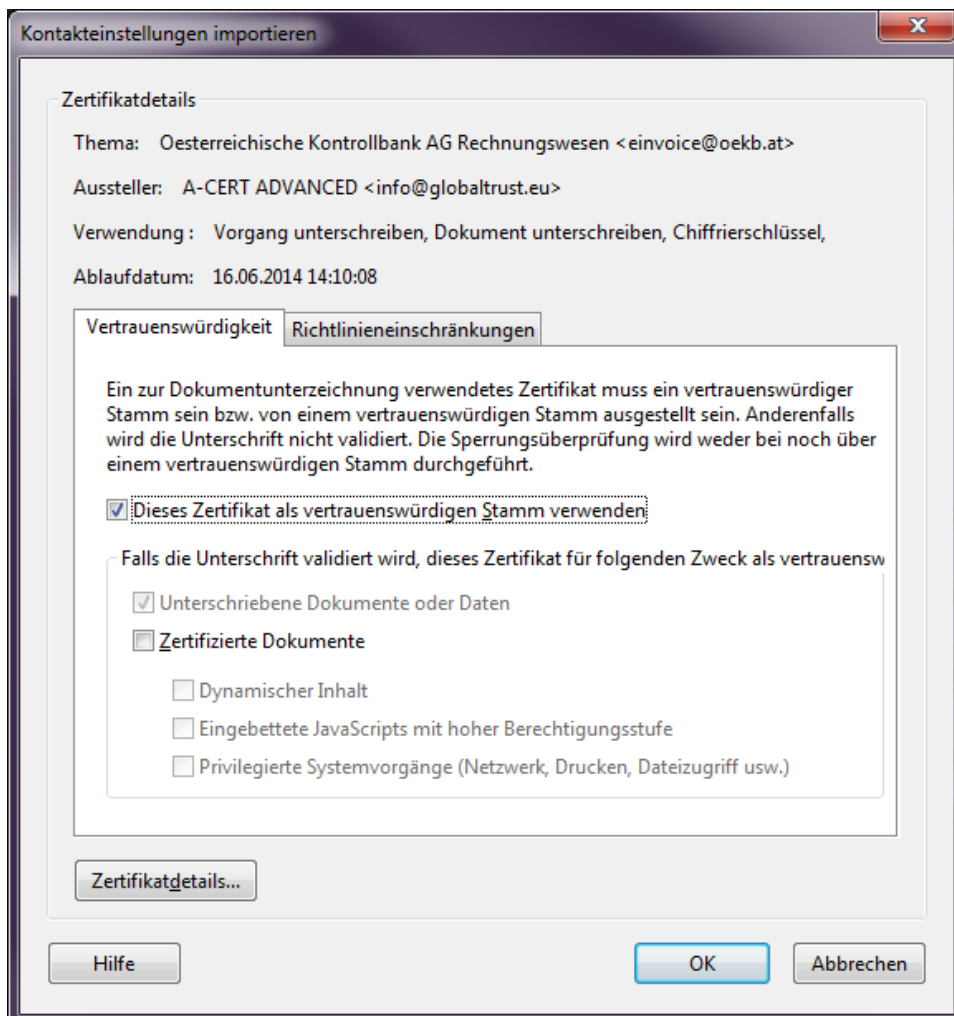 Kontakteinstellungen importieren
Zertifikatdetails
Thema: Oesterreichische Kontrollbank AG Rechnungswesen <einvoice@oekb.at>
Aussteller: A-CERT ADVANCED <info@globaltrust.eu>
Verwendung : Vorgang unterschreiben, Dokument unterschreiben, Chiffrierschlüssel,
Ablaufdatum: 16.06.2014 14:10:08
Vertrauenswürdigkeit Richtlinieneinschränkungen
Ein zur Dokumentunterzeichnung verwendetes Zertifikat muss ein vertrauenswürdiger
Stamm sein bzw. von einem vertrauenswürdigen Stamm ausgestellt sein. Anderenfalls
wird die Unterschrift nicht validiert. Die Sperrungsüberprüfung wird weder bei noch über
einem vertrauenswürdigen Stamm durchgeführt.
Dieses Zertifikat als vertrauenswürdigen Stamm verwenden
Falls die Unterschrift validiert wird, dieses Zertifikat für folgenden Zweck als vertrauensw
Unterschriebene Dokumente oder Daten
Zertifizierte Dokumente
Dynamischer Inhalt
Eingebettete JavaScripts mit hoher Berechtigungsstufe
Privilegierte Systemvorgänge (Netzwerk, Drucken, Dateizugriff usw.)
Zertifikatdetails...
Hilfe OK Abbrechen